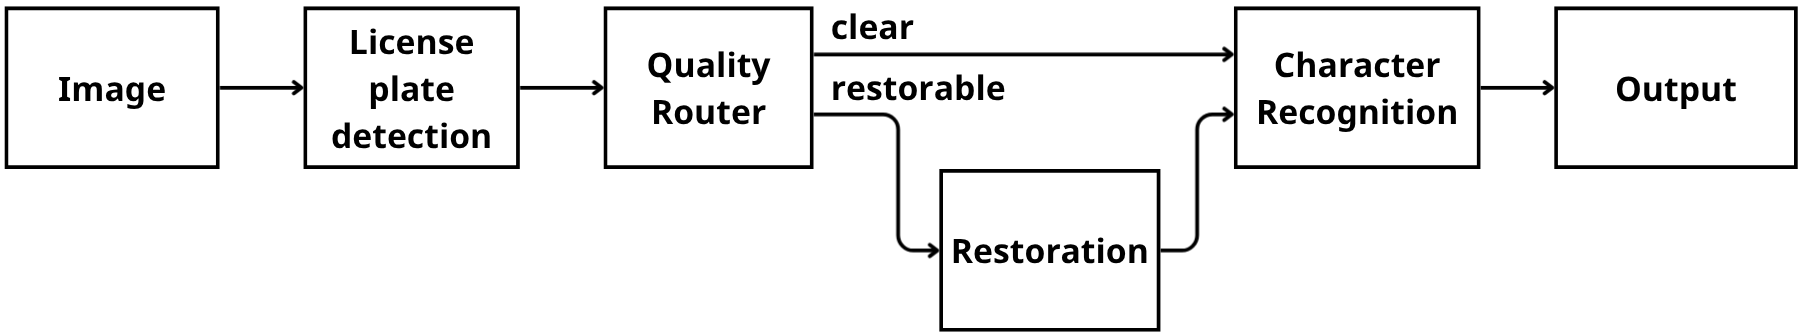 Image
License
plate
detection
Quality
Router
clear
restorable
Restoration
Character
Recognition
Output